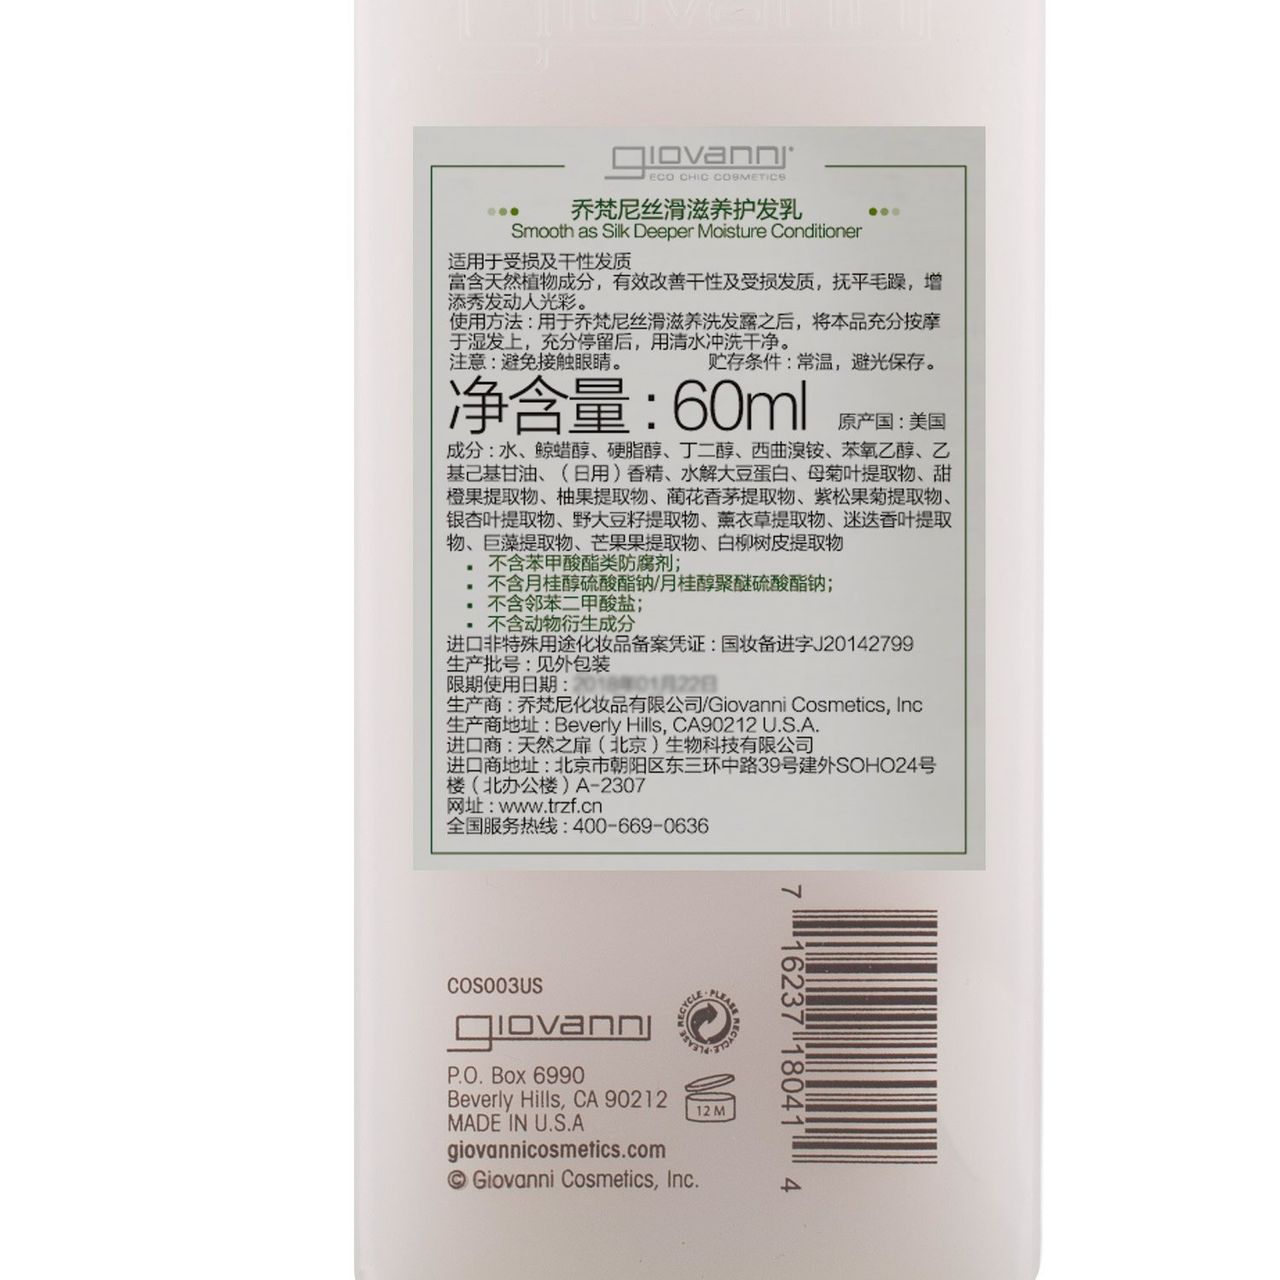 giovanni
giovanni
ECO CHIC COSMETICS
乔梵尼丝滑滋养护发乳
Smooth as Silk Deeper Moisture Conditioner
适用于受损及干性发质
富含天然植物成分，有效改善干性及受损发质，抚平毛躁，增
添秀发动人光彩。
使用方法：用于乔梵尼丝滑滋养洗发露之后，将本品充分按摩
于湿发上，充分停留后，用清水冲洗干净。
注意：避免接触眼睛。 贮存条件：常温，避光保存。
净含量：60ml 原产国：美国
成分：水、鲸蜡醇、硬脂醇、丁二醇、西曲溴铵、苯氧乙醇、乙
基己基甘油、（日用）香精、水解大豆蛋白、母菊叶提取物、甜
橙果提取物、柚果提取物、蔺花香茅提取物、紫松果菊提取物、
银杏叶提取物、野大豆籽提取物、薰衣草提取物、迷迭香叶提取
物、巨藻提取物、芒果果提取物、白柳树皮提取物
不含苯甲酸酯类防腐剂；
不含月桂醇硫酸酯钠/月桂醇聚醚硫酸酯钠；
不含邻苯二甲酸盐；
不含动物衍生成分
进口非特殊用途化妆品备案凭证：国妆备进字J20142799
生产批号：见外包装
限期使用日期：2018年01月22日
生产商：乔梵尼化妆品有限公司/Giovanni Cosmetics, Inc
生产商地址：Beverly Hills, CA90212 U.S.A.
进口商：天然之扉（北京）生物科技有限公司
进口商地址：北京市朝阳区东三环中路39号建外SOHO24号
楼（北办公楼）A-2307
网址：www.trzf.cn
全国服务热线：400-669-0636
COS003US
giovanni
PLEASE RECYCLE · PLEASE RECYCLE ·
P.O. Box 6990
Beverly Hills, CA 90212
MADE IN U.S.A
12 M
giovannicosmetics.com
© Giovanni Cosmetics, Inc.
7 16237 18041 4